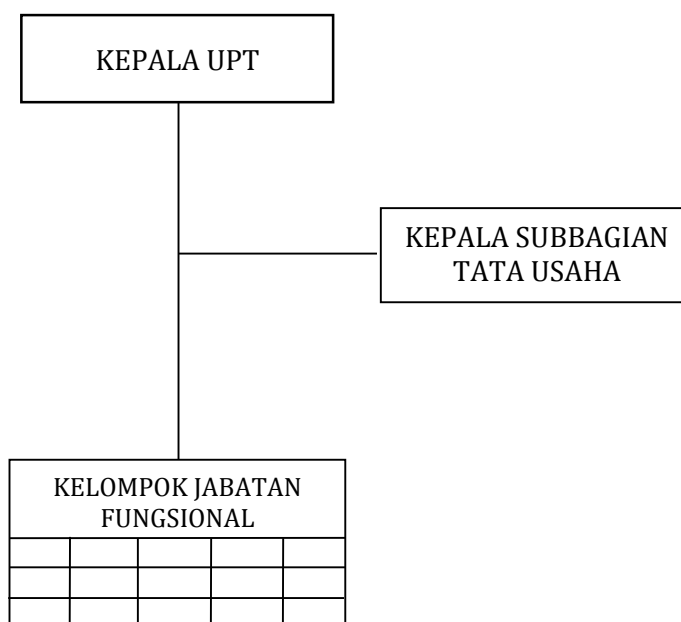 KEPALA UPT
KEPALA SUBBAGIAN
TATA USAHA
KELOMPOK JABATAN
FUNGSIONAL